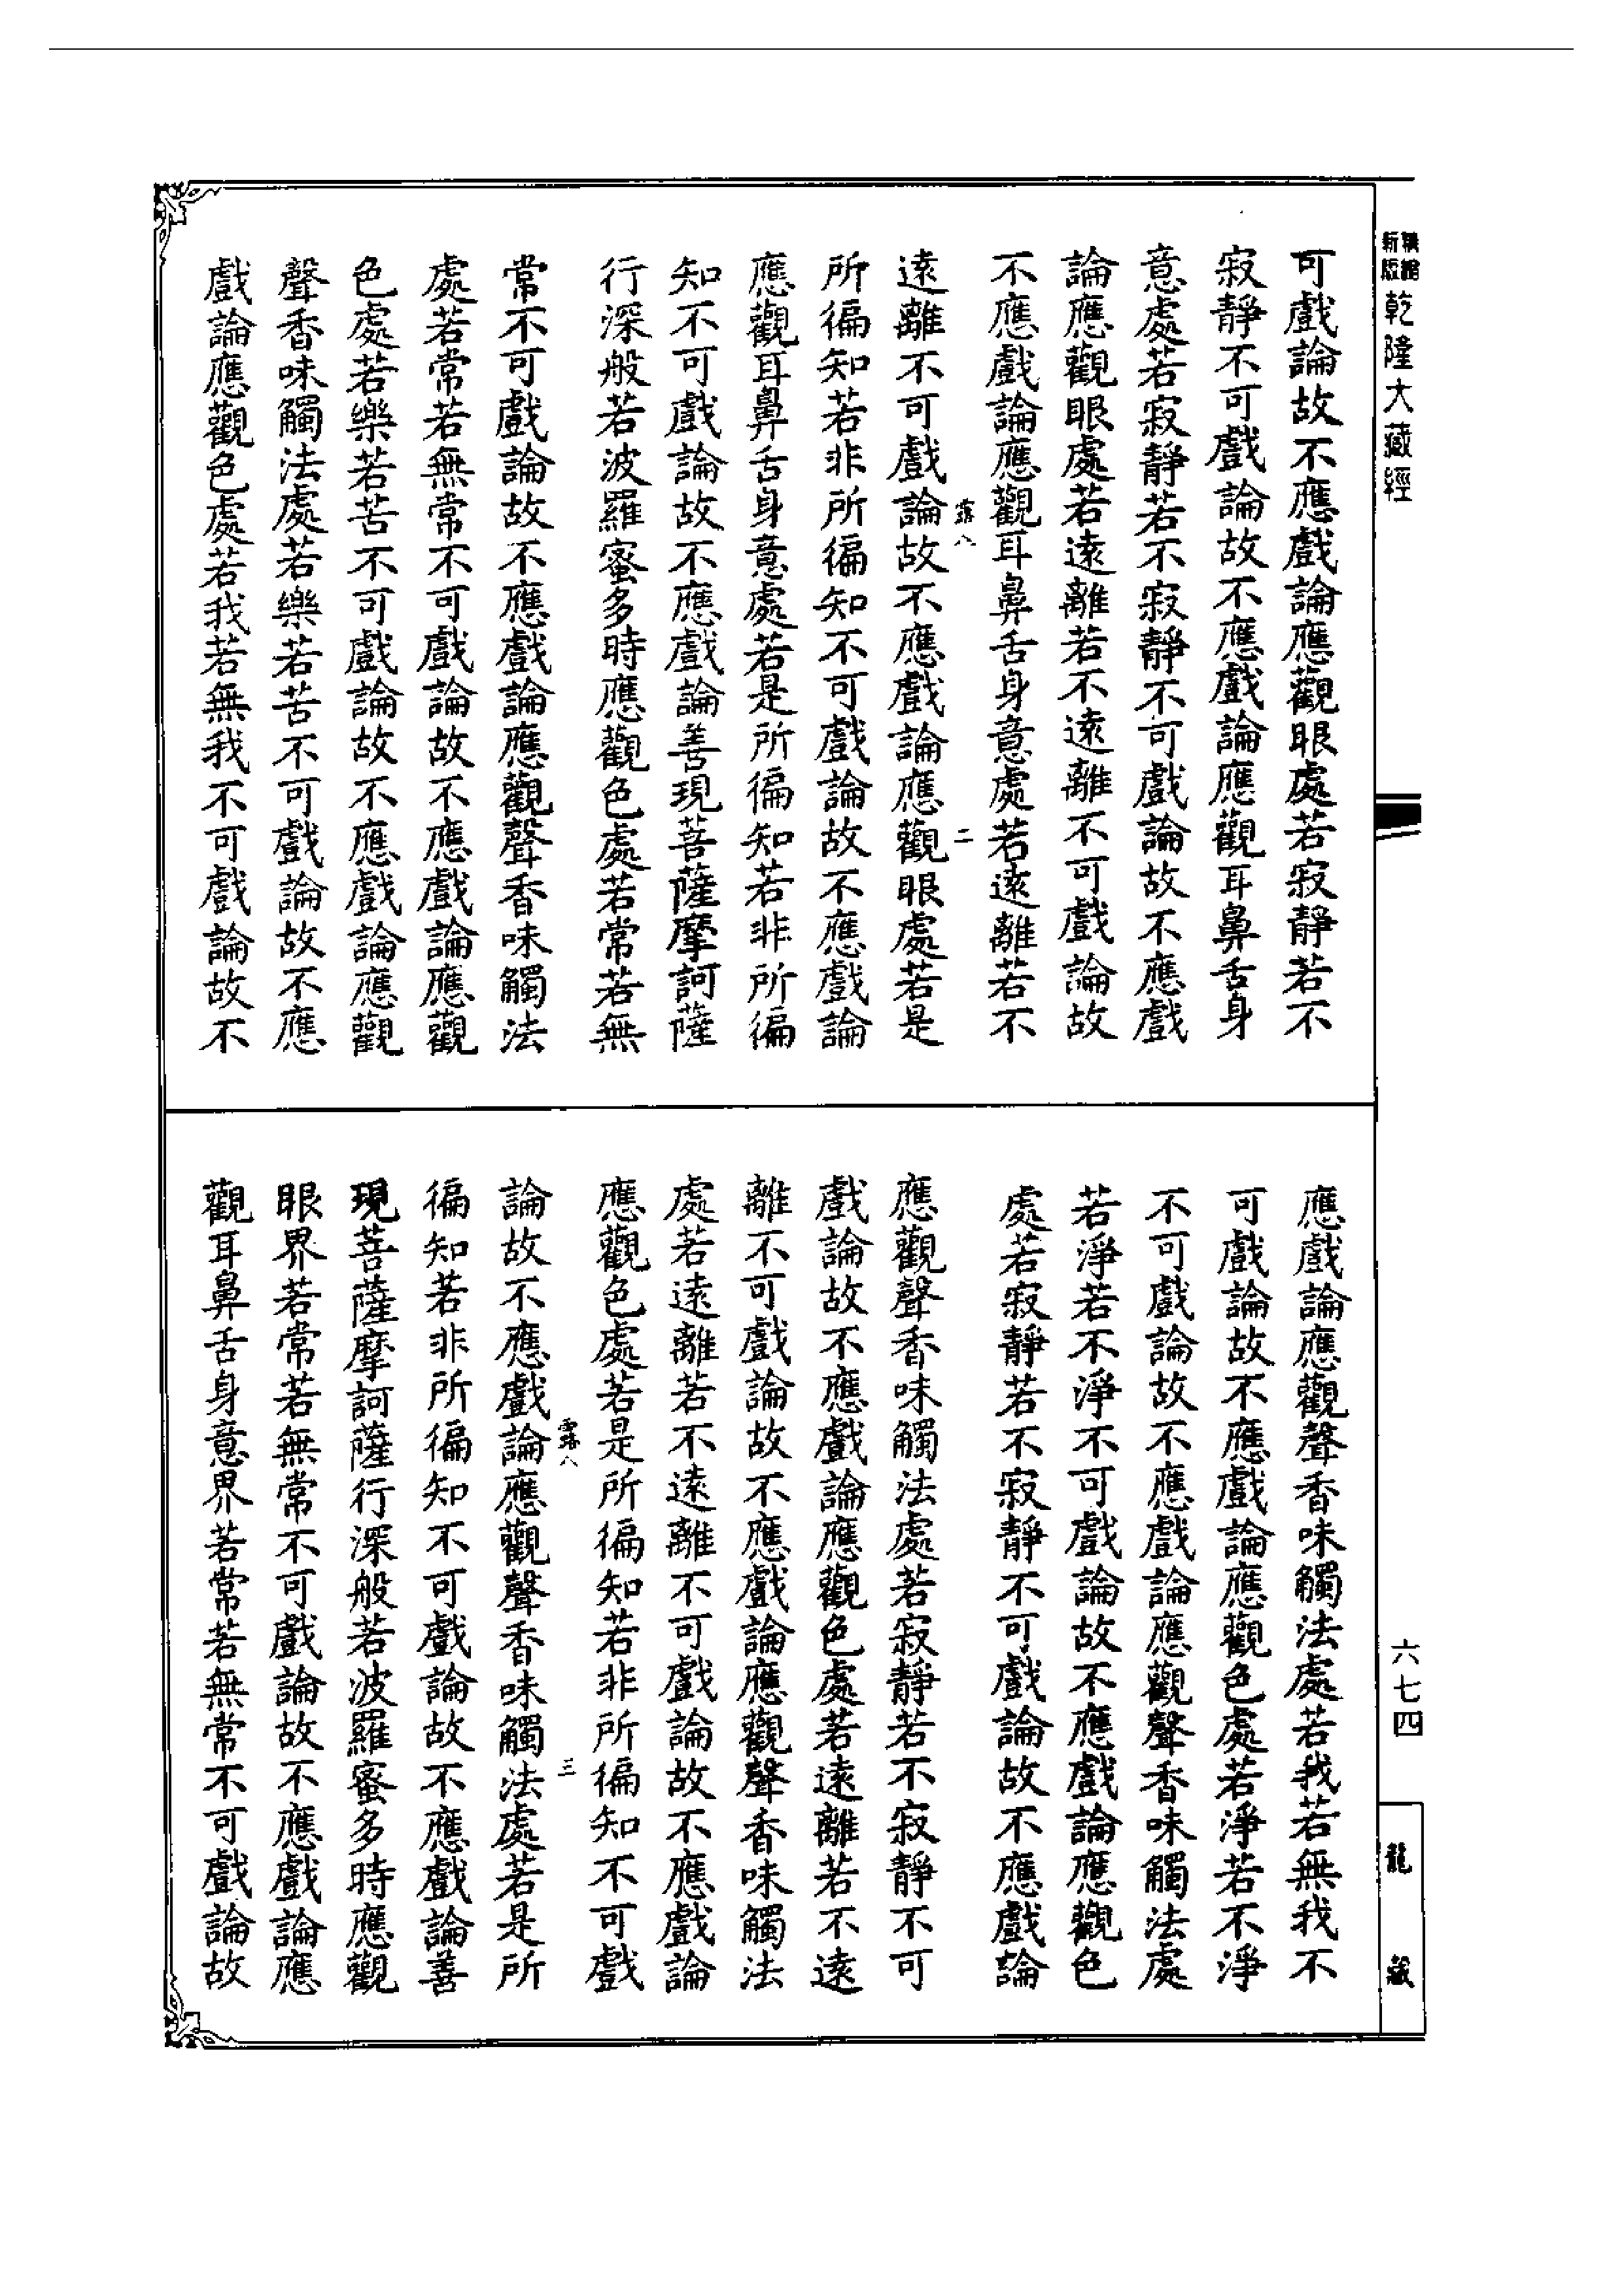 乾隆大藏經
可戲論故不應戲論應觀眼處若寂靜若不
寂靜不可戲論故不應戲論應觀耳鼻舌身
意處若寂靜若不寂靜不可戲論故不應戲
論應觀眼處若遠離若不遠離不可戲論故
不應戲論應觀耳鼻舌身意處若遠離若不
露八
二
遠離不可戲論故不應戲論應觀眼處若是
所徧知若非所徧知不可戲論故不應戲論
應觀耳鼻舌身意處若是所徧知若非所徧
知不可戲論故不應戲論善現菩薩摩訶薩
行深般若波羅蜜多時應觀色處若常若無
常不可戲論故不應戲論應觀聲香味觸法
處若常若無常不可戲論故不應戲論應觀
色處若樂若苦不可戲論故不應戲論應觀
聲香味觸法處若樂若苦不可戲論故不應
戲論應觀色處若我若無我不可戲論故不
應戲論應觀聲香味觸法處若我若無我不
可戲論故不應戲論應觀色處若淨若不淨
不可戲論故不應戲論應觀聲香味觸法處
若淨若不淨不可戲論故不應戲論應觀色
處若寂靜若不寂靜不可戲論故不應戲論
應觀聲香味觸法處若寂靜若不寂靜不可
戲論故不應戲論應觀色處若遠離若不遠
離不可戲論故不應戲論應觀聲香味觸法
處若遠離若不遠離不可戲論故不應戲論
應觀色處若是所徧知若非所徧知不可戲
露八
三
論故不應戲論應觀聲香味觸法處若是所
徧知若非所徧知不可戲論故不應戲論善
現菩薩摩訶薩行深般若波羅蜜多時應觀
眼界若常若無常不可戲論故不應戲論應
觀耳鼻舌身意界若常若無常不可戲論故
六七四
龍藏